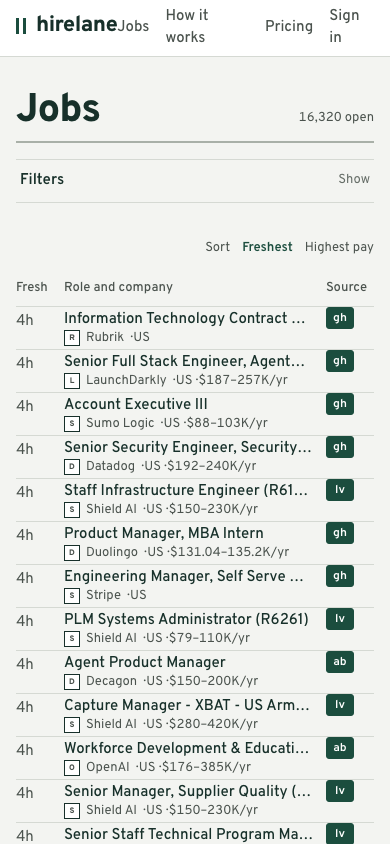 hirelane Jobs How it works Pricing Sign in
Jobs
16,320 open
Filters Show
Sort Freshest Highest pay
Fresh Role and company Source
4h Information Technology Contract … gh
R Rubrik ·US
4h Senior Full Stack Engineer, Agent… gh
L LaunchDarkly ·US ·$187–257K/yr
4h Account Executive III gh
S Sumo Logic ·US ·$88–103K/yr
4h Senior Security Engineer, Security… gh
D Datadog ·US ·$192–240K/yr
4h Staff Infrastructure Engineer (R61… lv
S Shield AI ·US ·$150–230K/yr
4h Product Manager, MBA Intern gh
D Duolingo ·US ·$131.04–135.2K/yr
4h Engineering Manager, Self Serve … gh
S Stripe ·US
4h PLM Systems Administrator (R6261) lv
S Shield AI ·US ·$79–110K/yr
4h Agent Product Manager ab
D Decagon ·US ·$150–200K/yr
4h Capture Manager - XBAT - US Arm… lv
S Shield AI ·US ·$280–420K/yr
4h Workforce Development & Educati… ab
O OpenAI ·US ·$176–385K/yr
4h Senior Manager, Supplier Quality (… lv
S Shield AI ·US ·$150–230K/yr
4h Senior Staff Technical Program Ma… lv